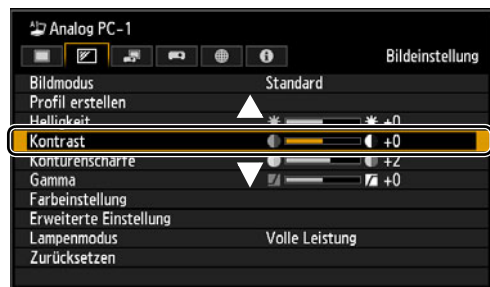 Analog PC-1
Bildeinstellung
Bildmodus Standard
Profil erstellen
Helligkeit +0
Kontrast +0
Konturenschärfe +2
Gamma +0
Farbeinstellung
Erweiterte Einstellung
Lampenmodus Volle Leistung
Zurücksetzen